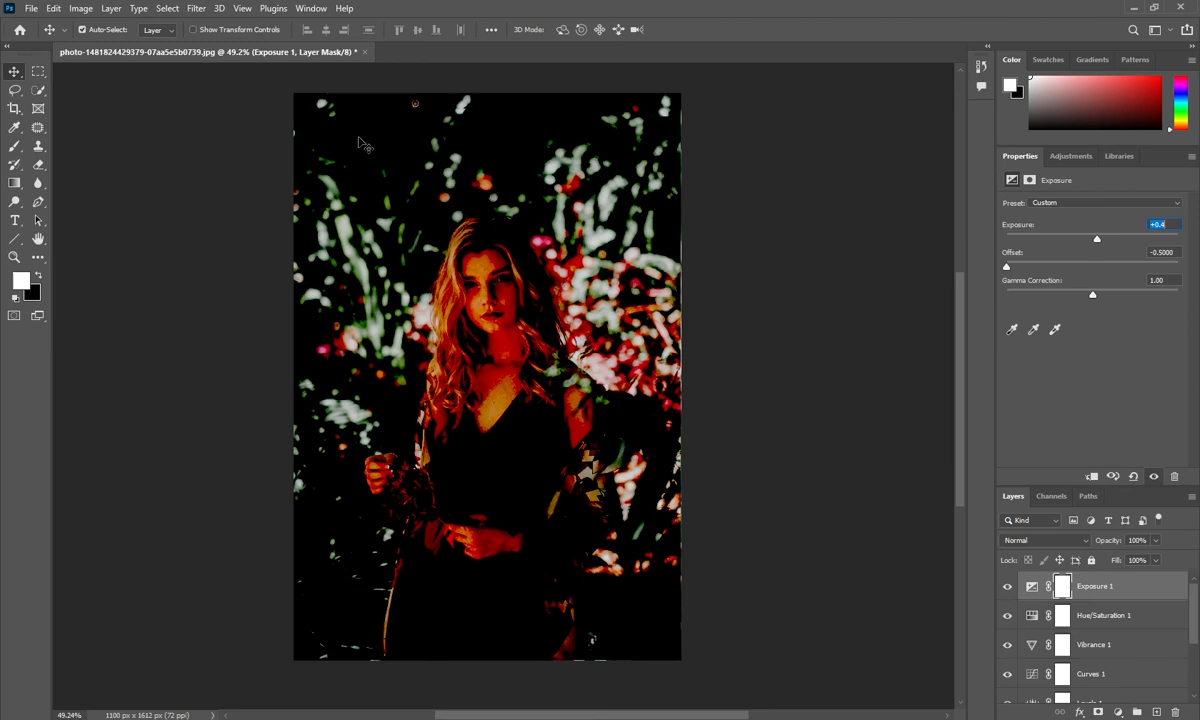 Ps File Edit Image Layer Type Select Filter 3D View Plugins Window Help
Auto-Select: Layer Show Transform Controls 3D Mode:
photo-1481824429379-07aa5e5b0739.jpg @ 49.2% (Exposure 1, Layer Mask/8) *
Color Swatches Gradients Patterns
Properties Adjustments Libraries
Exposure
Preset: Custom
Exposure: +0.4
Offset: -0.5000
Gamma Correction: 1.00
Layers Channels Paths
Kind
Normal Opacity: 100%
Lock: Fill: 100%
Exposure 1
Hue/Saturation 1
Vibrance 1
Curves 1
49.24% 1100 px x 1612 px (72 ppi)